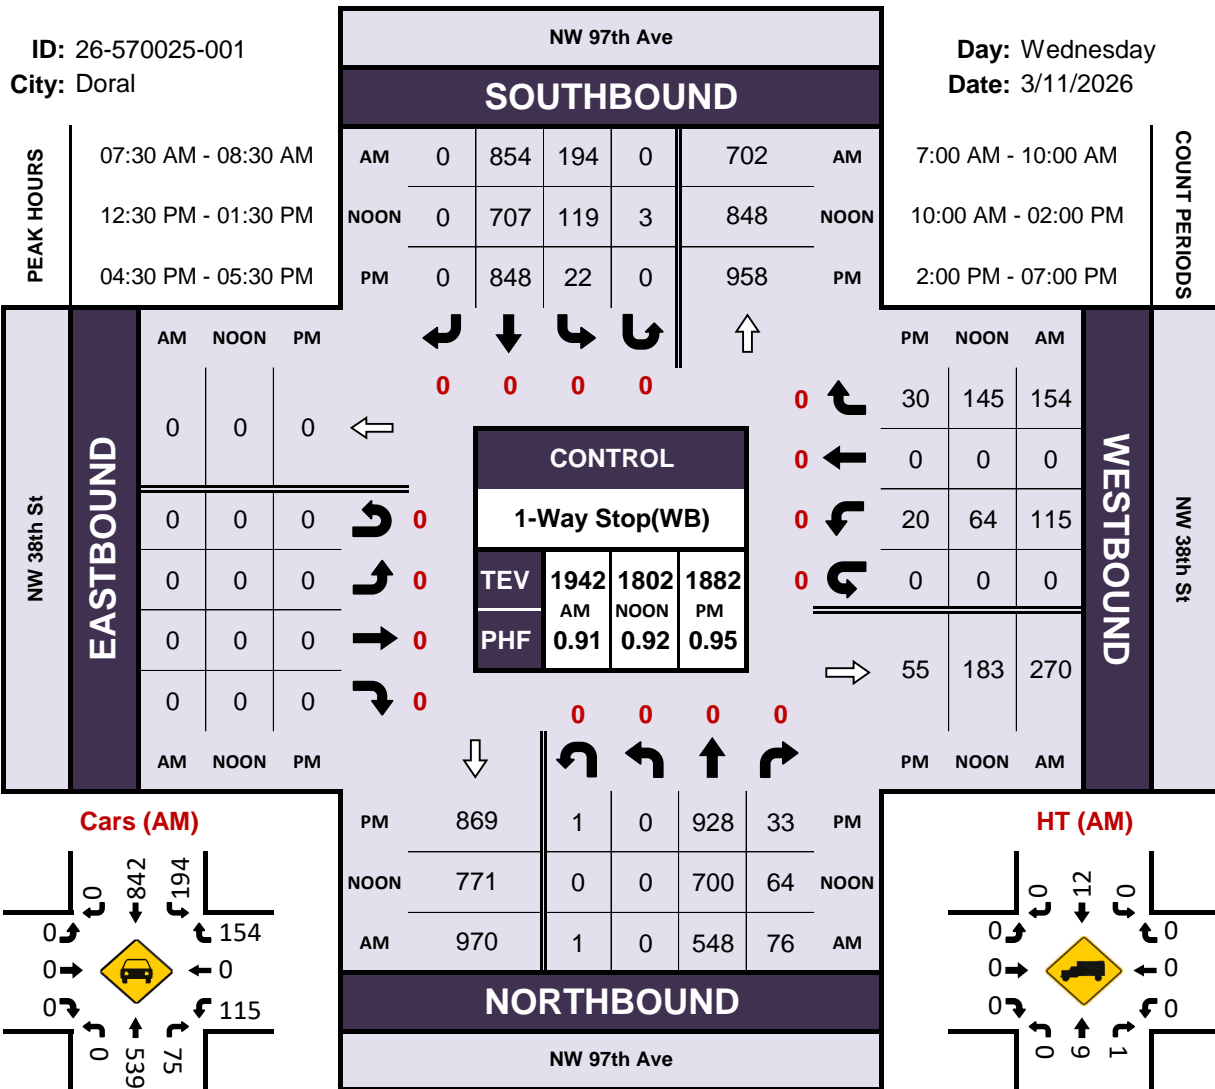 NW 97th Ave
ID: 26-570025-001
Day: Wednesday
City: Doral
Date: 3/11/2026
SOUTHBOUND
PEAK HOURS
07:30 AM - 08:30 AM
AM 0 854 194 0 702 AM
7:00 AM - 10:00 AM
COUNT PERIODS
12:30 PM - 01:30 PM
NOON 0 707 119 3 848 NOON
10:00 AM - 02:00 PM
04:30 PM - 05:30 PM
PM 0 848 22 0 958 PM
2:00 PM - 07:00 PM
AM NOON PM
PM NOON AM
0 0 0 0
0 30 145 154
0 0 0
0 0 0 0
0 20 64 115
0 0 0 0
0 0 0 0
0 0 0 0
0 0 0 0
0 0 0 0
55 183 270
NW 38th St
EASTBOUND
WESTBOUND
NW 38th St
CONTROL
1-Way Stop(WB)
TEV 1942 1802 1882
AM NOON PM
PHF 0.91 0.92 0.95
0 0 0 0
AM NOON PM
PM NOON AM
PM 869 1 0 928 33 PM
NOON 771 0 0 700 64 NOON
AM 970 1 0 548 76 AM
NORTHBOUND
NW 97th Ave
Cars (AM)
0 842 194
0 154
0 0
0 115
0 539 75
HT (AM)
0 12 0
0 0
0 0
0 0
0 9 1